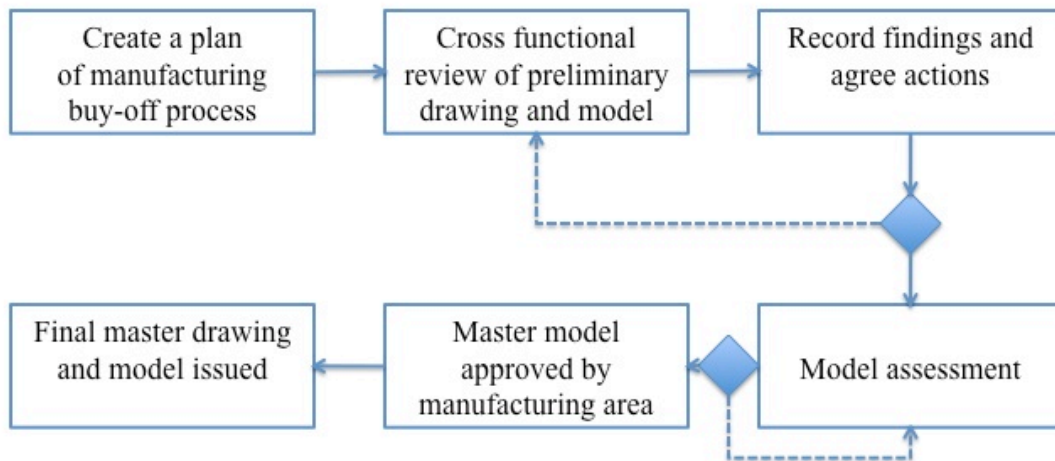 Create a plan
of manufacturing
buy-off process
Cross functional
review of preliminary
drawing and model
Record findings and
agree actions
Final master drawing
and model issued
Master model
approved by
manufacturing area
Model assessment